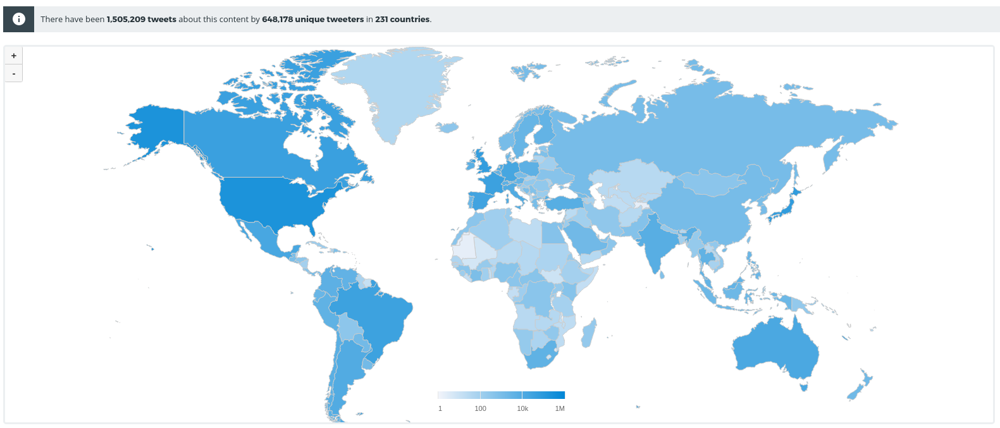 There have been 1,505,209 tweets about this content by 648,178 unique tweeters in 231 countries.
+
-
1 100 10k 1M